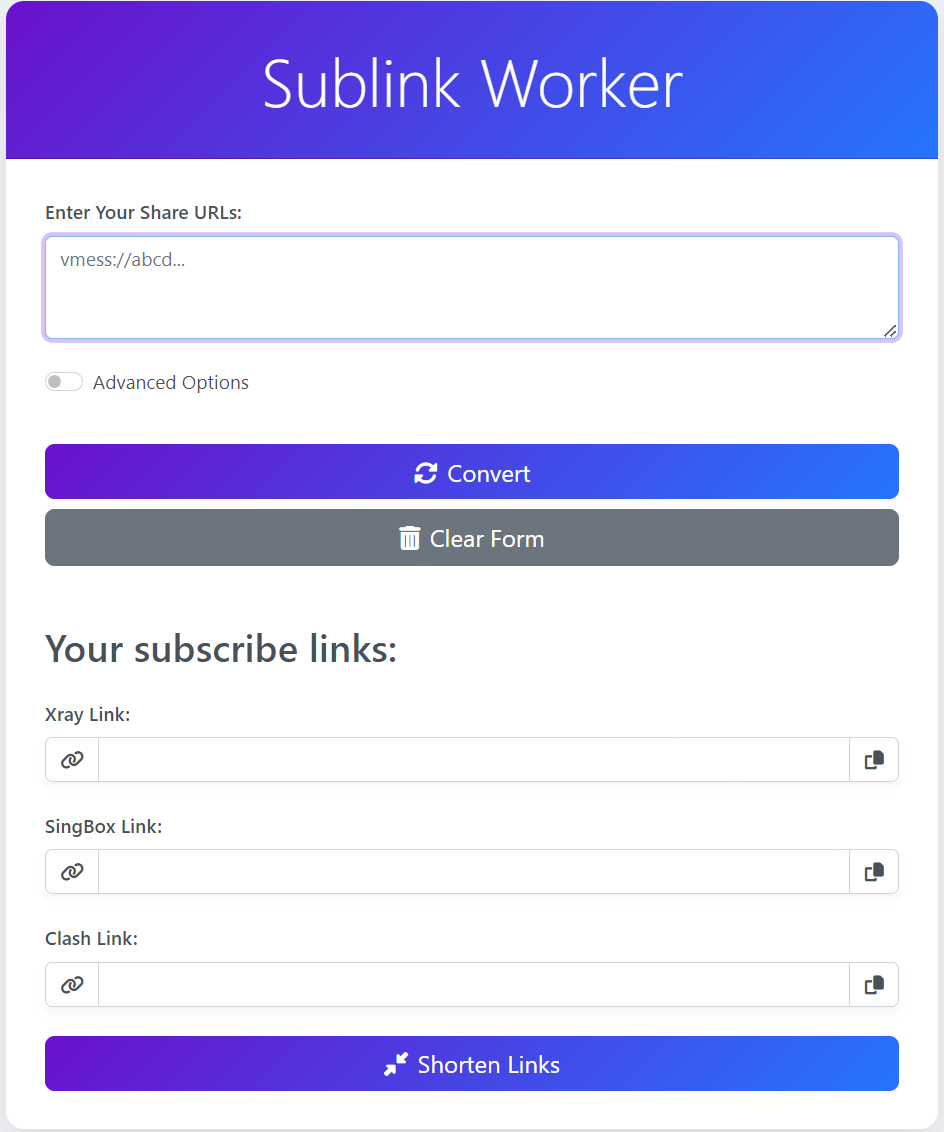 Sublink Worker
Enter Your Share URLs:
vmess://abcd...
Advanced Options
Convert
Clear Form
Your subscribe links:
Xray Link:
SingBox Link:
Clash Link:
Shorten Links